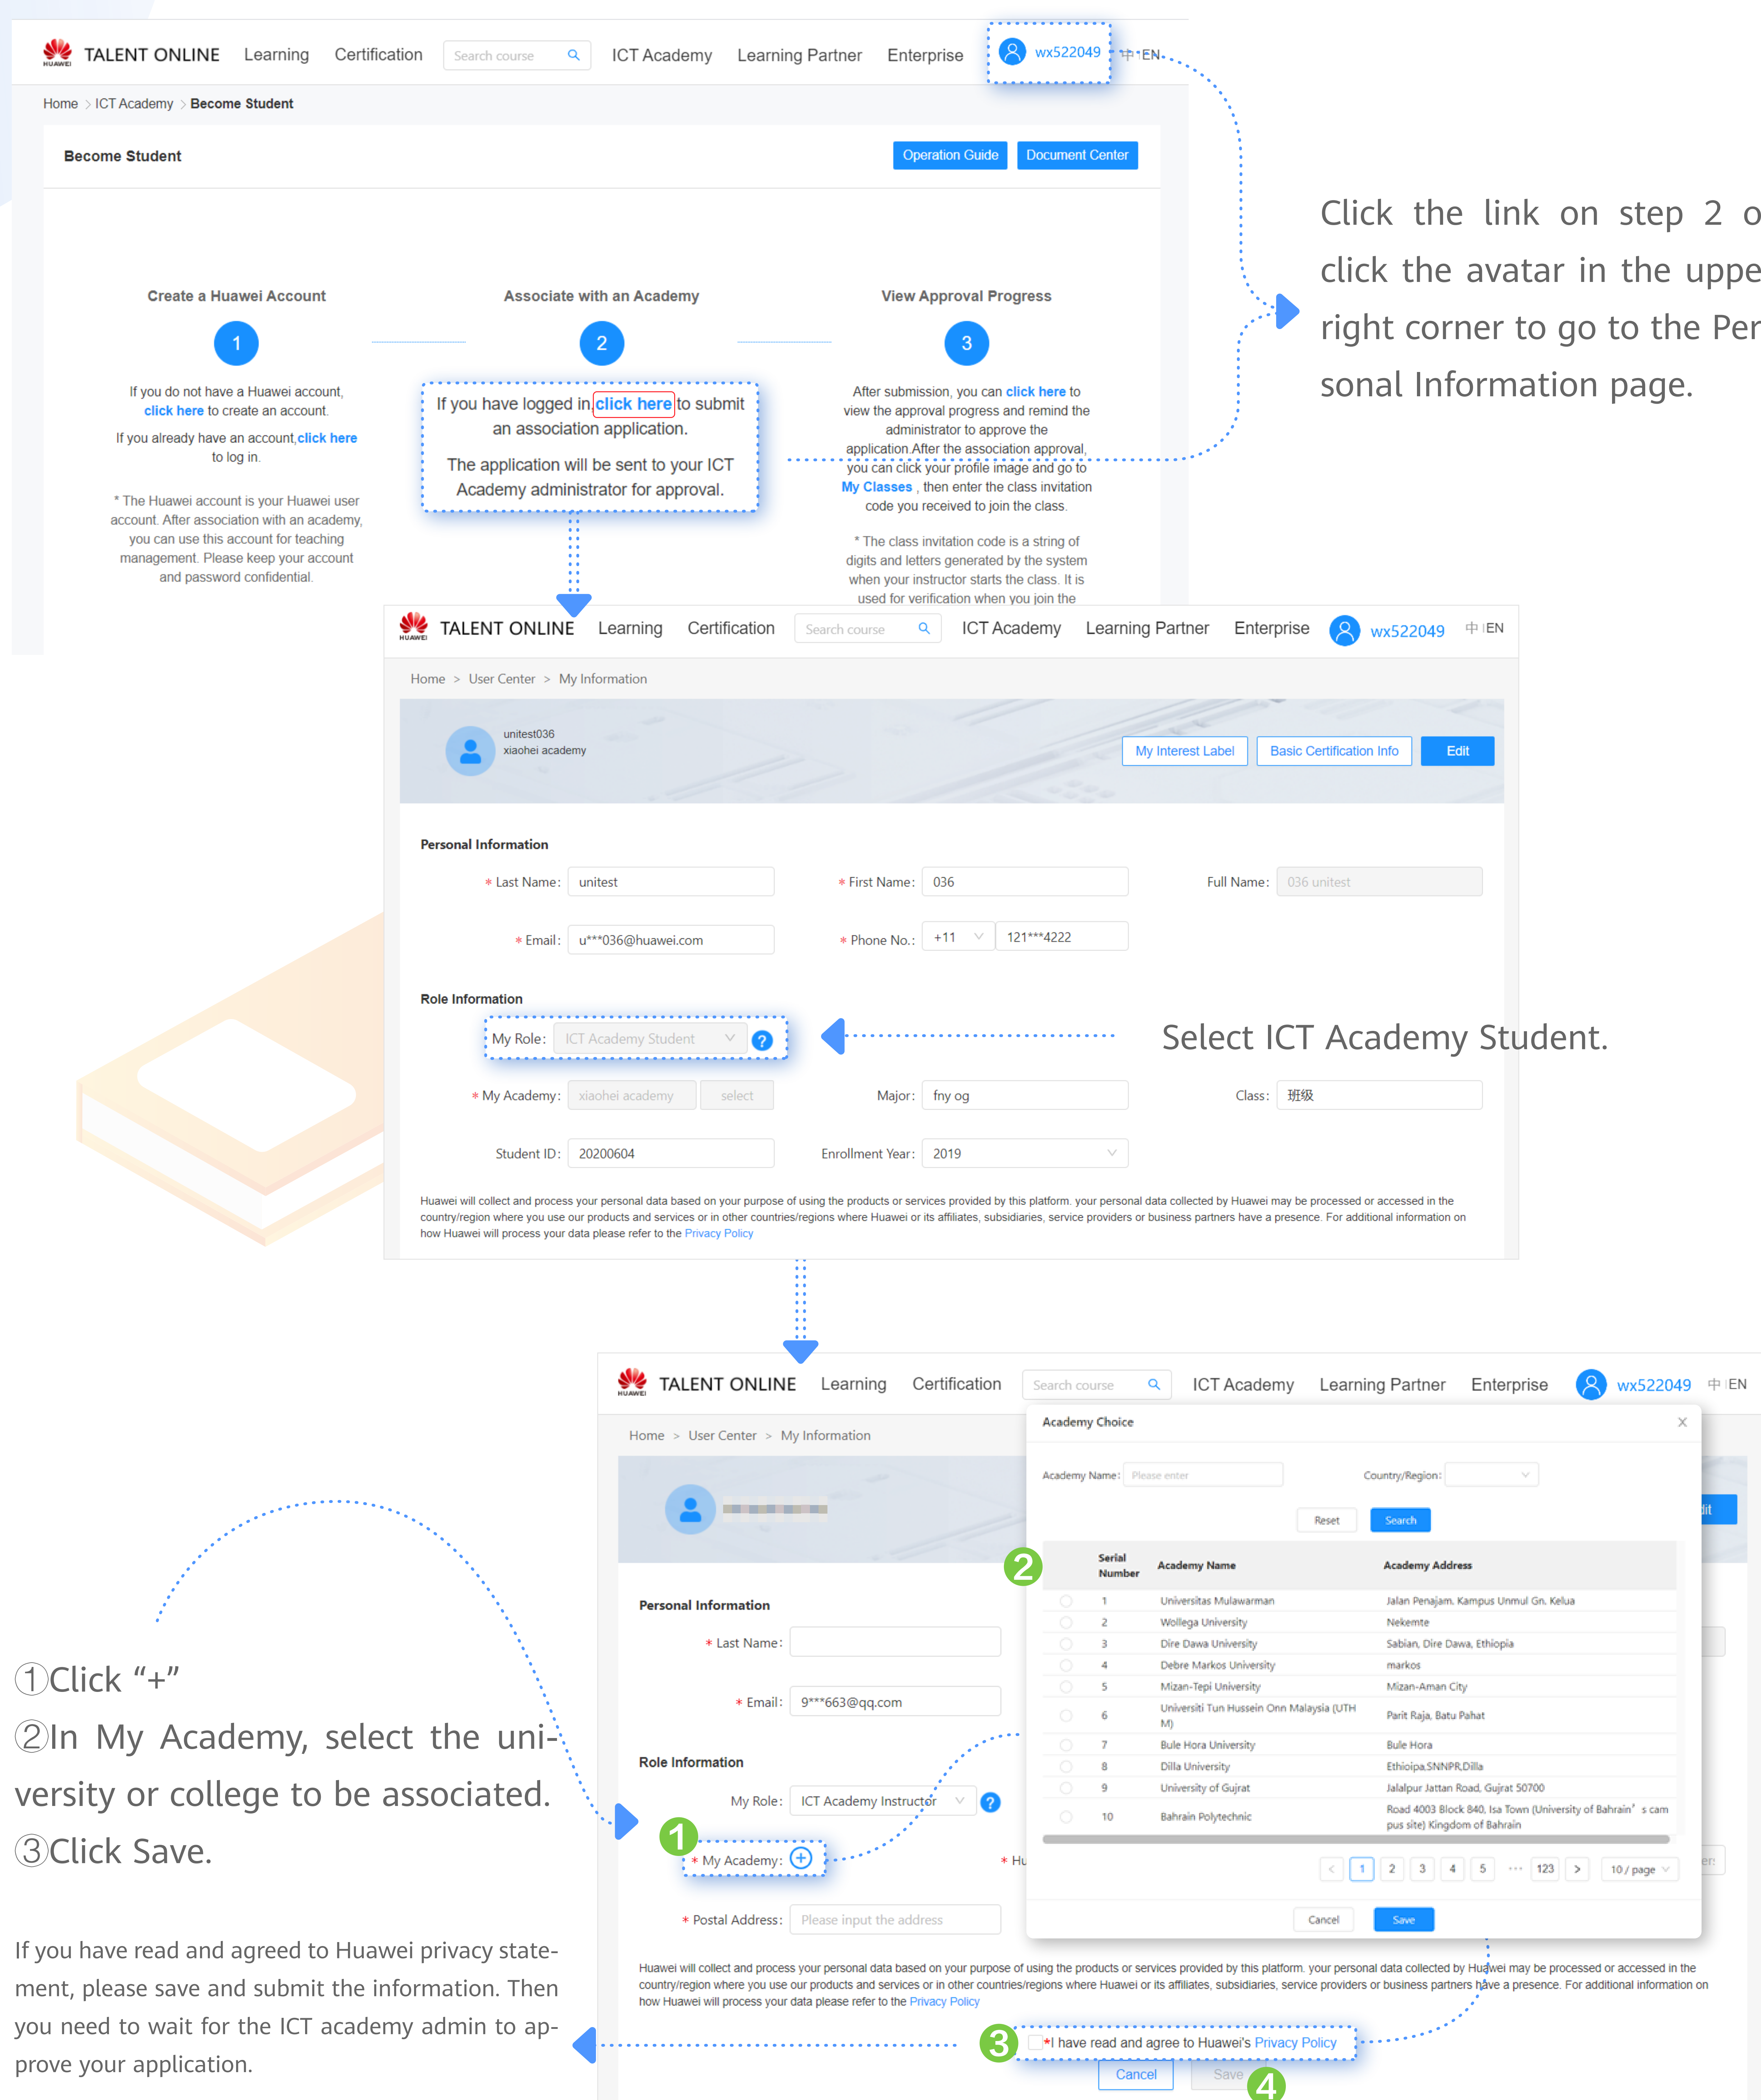 HUAWEI TALENT ONLINE Learning Certification Search course ICT Academy Learning Partner Enterprise wx522049 中 EN
Home > ICT Academy > Become Student
Become Student Operation Guide Document Center
Click the link on step 2 o
click the avatar in the uppe
right corner to go to the Per
sonal Information page.
Create a Huawei Account
1
If you do not have a Huawei account,
click here to create an account.
If you already have an account,click here
to log in.
* The Huawei account is your Huawei user
account. After association with an academy,
you can use this account for teaching
management. Please keep your account
and password confidential.
Associate with an Academy
2
If you have logged in,click here to submit
an association application.
The application will be sent to your ICT
Academy administrator for approval.
View Approval Progress
3
After submission, you can click here to
view the approval progress and remind the
administrator to approve the
application.After the association approval,
you can click your profile image and go to
My Classes , then enter the class invitation
code you received to join the class.
* The class invitation code is a string of
digits and letters generated by the system
when your instructor starts the class. It is
used for verification when you join the
HUAWEI TALENT ONLINE Learning Certification Search course ICT Academy Learning Partner Enterprise wx522049 中 EN
Home > User Center > My Information
unitest036
xiaohei academy
My Interest Label Basic Certification Info Edit
Personal Information
* Last Name: unitest * First Name: 036 Full Name: 036 unitest
* Email: u***036@huawei.com * Phone No.: +11 121***4222
Role Information
My Role: ICT Academy Student ?
Select ICT Academy Student.
* My Academy: xiaohei academy select Major: fny og Class: 班级
Student ID: 20200604 Enrollment Year: 2019
Huawei will collect and process your personal data based on your purpose of using the products or services provided by this platform. your personal data collected by Huawei may be processed or accessed in the
country/region where you use our products and services or in other countries/regions where Huawei or its affiliates, subsidiaries, service providers or business partners have a presence. For additional information on
how Huawei will process your data please refer to the Privacy Policy
HUAWEI TALENT ONLINE Learning Certification Search course ICT Academy Learning Partner Enterprise wx522049 中 EN
Home > User Center > My Information
dit
Personal Information
* Last Name:
* Email: 9***663@qq.com
Role Information
My Role: ICT Academy Instructor ?
1
* My Academy: + * Hu
* Postal Address: Please input the address
Academy Choice X
Academy Name: Please enter Country/Region:
Reset Search
2
Serial Number Academy Name Academy Address
1 Universitas Mulawarman Jalan Penajam. Kampus Unmul Gn. Kelua
2 Wollega University Nekemte
3 Dire Dawa University Sabian, Dire Dawa, Ethiopia
4 Debre Markos University markos
5 Mizan-Tepi University Mizan-Aman City
6 Universiti Tun Hussein Onn Malaysia (UTH
M) Parit Raja, Batu Pahat
7 Bule Hora University Bule Hora
8 Dilla University Ethioipa,SNNPR,Dilla
9 University of Gujrat Jalalpur Jattan Road, Gujrat 50700
10 Bahrain Polytechnic Road 4003 Block 840, Isa Town (University of Bahrain’s cam
pus site) Kingdom of Bahrain
< 1 2 3 4 5 ··· 123 > 10 / page
Cancel Save
①Click “+”
②In My Academy, select the uni-
versity or college to be associated.
③Click Save.
If you have read and agreed to Huawei privacy state-
ment, please save and submit the information. Then
you need to wait for the ICT academy admin to ap-
prove your application.
Huawei will collect and process your personal data based on your purpose of using the products or services provided by this platform. your personal data collected by Huawei may be processed or accessed in the
country/region where you use our products and services or in other countries/regions where Huawei or its affiliates, subsidiaries, service providers or business partners have a presence. For additional information on
how Huawei will process your data please refer to the Privacy Policy
3
*I have read and agree to Huawei's Privacy Policy
Cancel Save
4